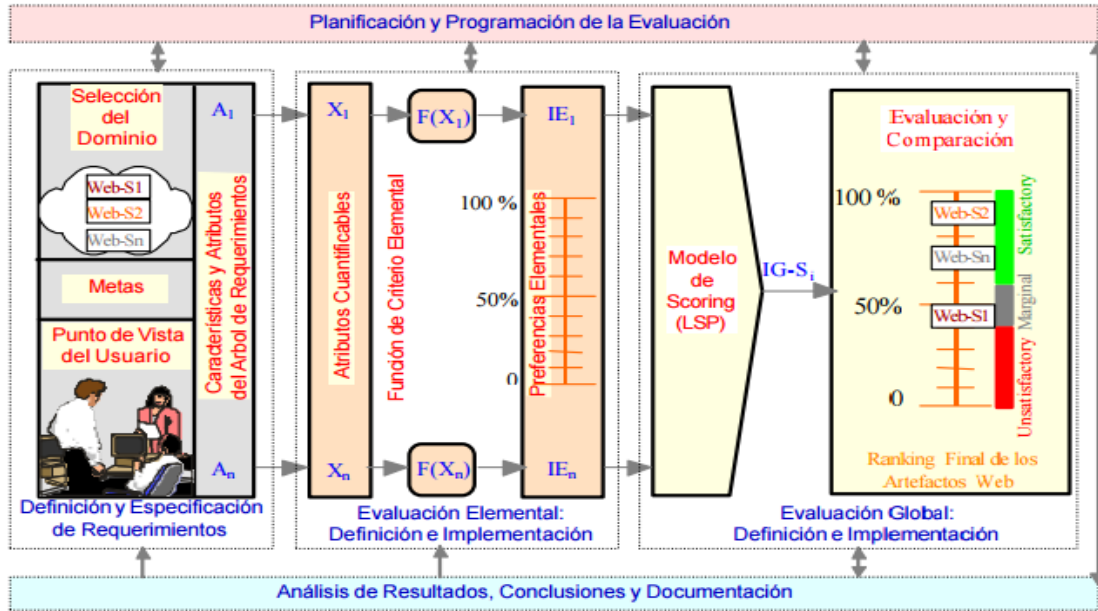 Planificación y Programación de la Evaluación
Selección
del
Dominio
Web-S1
Web-S2
Web-Sn
Metas
Punto de Vista
del Usuario
A1
Características y Atributos
del Arbol de Requerimientos
An
Definición y Especificación
de Requerimientos
X1
Atributos Cuantificables
Xn
F(X1)
Función de Criterio Elemental
F(Xn)
100 %
50%
0
IE1
Preferencias Elementales
IEn
Evaluación Elemental:
Definición e Implementación
Modelo
de
Scoring
(LSP)
IG-Si
Evaluación y
Comparación
100 %
50%
0
Web-S2
Web-Sn
Web-S1
Satisfactory
Marginal
Unsatisfactory
Ranking Final de los
Artefactos Web
Evaluación Global:
Definición e Implementación
Análisis de Resultados, Conclusiones y Documentación